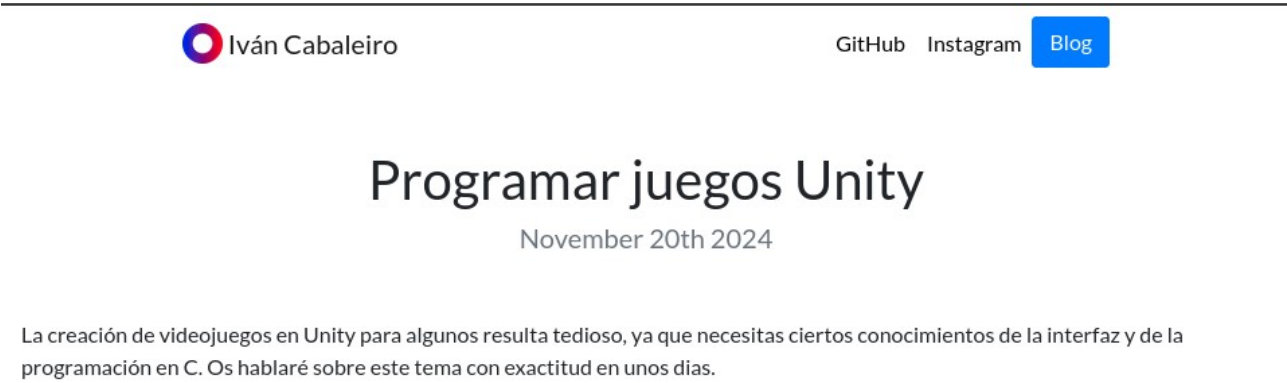 Iván Cabaleiro
GitHub Instagram Blog
Programar juegos Unity
November 20th 2024
La creación de videojuegos en Unity para algunos resulta tedioso, ya que necesitas ciertos conocimientos de la interfaz y de la
programación en C. Os hablaré sobre este tema con exactitud en unos dias.